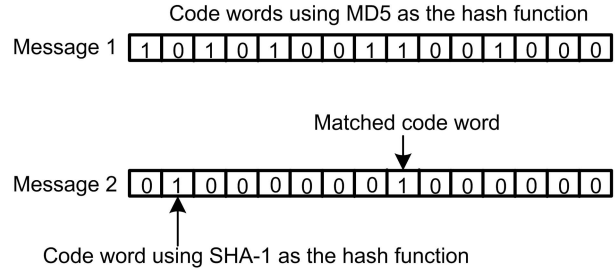 Code words using MD5 as the hash function
Message 1 1 0 1 0 1 0 0 1 1 0 0 1 0 0 0
Matched code word
Message 2 0 1 0 0 0 0 0 0 1 0 0 0 0 0 0
Code word using SHA-1 as the hash function